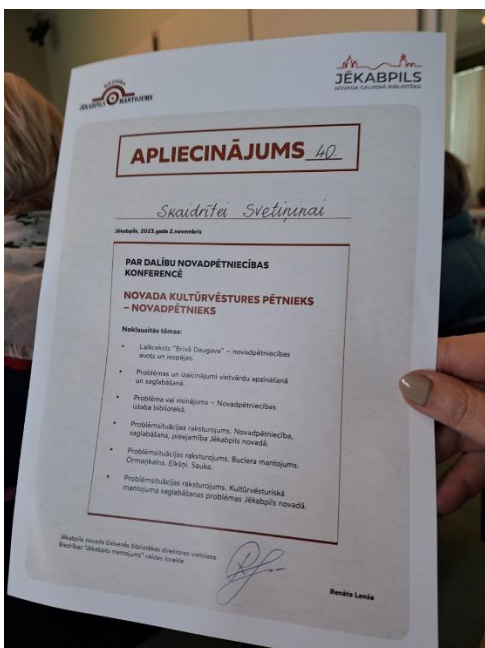 BIEDRĪBA
JĒKABPILS MANTOJUMS
JĒKABPILS
NOVADA GALVENĀ BIBLIOTĒKA
APLIECINĀJUMS 40
Skaidrītei Svetiņinai
Jēkabpils, 2023.gada 2.novembris
PAR DALĪBU NOVADPĒTNIECĪBAS
KONFERENCĒ
NOVADA KULTŪRVĒSTURES PĒTNIEKS
– NOVADPĒTNIEKS
Noklausītās tēmas:
• Laikraksts "Brīvā Daugava" – novadpētniecības
avots un iespējas.
• Problēmas un izaicinājumi vietvārdu apzināšanā
un saglabāšanā.
• Problēma vai risinājums – Novadpētniecības
istaba bibliotēkā.
• Problēmsituācijas raksturojums. Novadpētniecība,
saglabāšana, pieejamība Jēkabpils novadā.
• Problēmsituācijas raksturojums. Buclera mantojums.
Ormaņkalns. Elkšņi. Sauka.
• Problēmsituācijas raksturojums. Kultūrvēsturiskā
mantojuma saglabāšanas problēmas Jēkabpils novadā.
Jēkabpils novada Galvenās bibliotēkas direktores vietniece
Biedrības "Jēkabpils mantojums" valdes locekle
Renāte Lenša